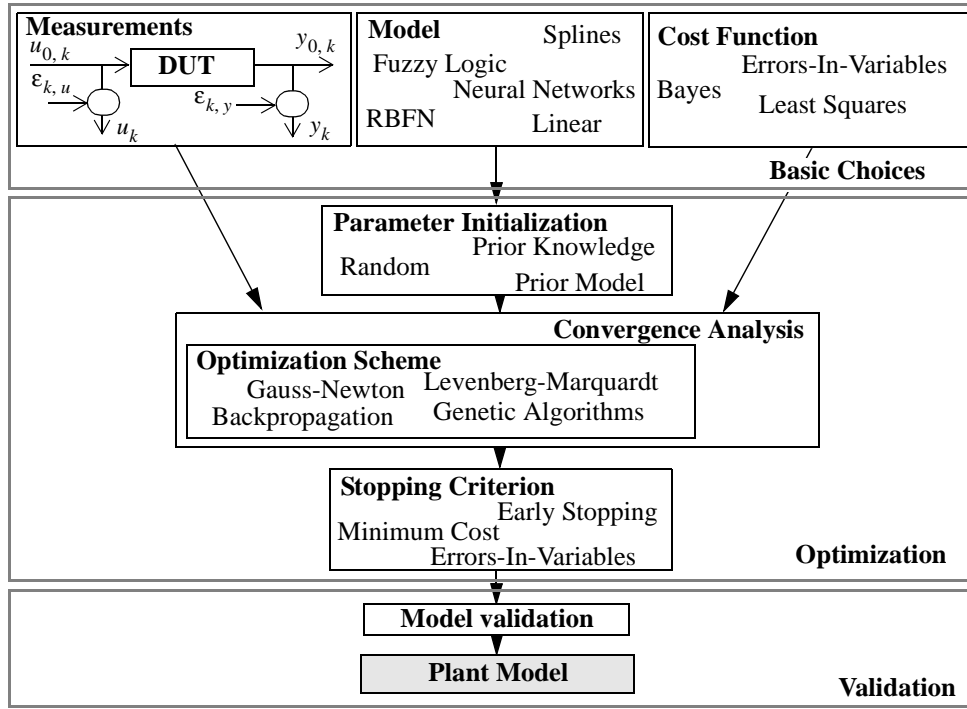 Measurements
u0, k
DUT
y0, k
εk, u
εk, y
uk
yk
Model
Splines
Fuzzy Logic
Neural Networks
RBFN
Linear
Cost Function
Errors-In-Variables
Bayes
Least Squares
Basic Choices
Parameter Initialization
Prior Knowledge
Random
Prior Model
Convergence Analysis
Optimization Scheme
Gauss-Newton
Levenberg-Marquardt
Backpropagation
Genetic Algorithms
Stopping Criterion
Early Stopping
Minimum Cost
Errors-In-Variables
Optimization
Model validation
Plant Model
Validation